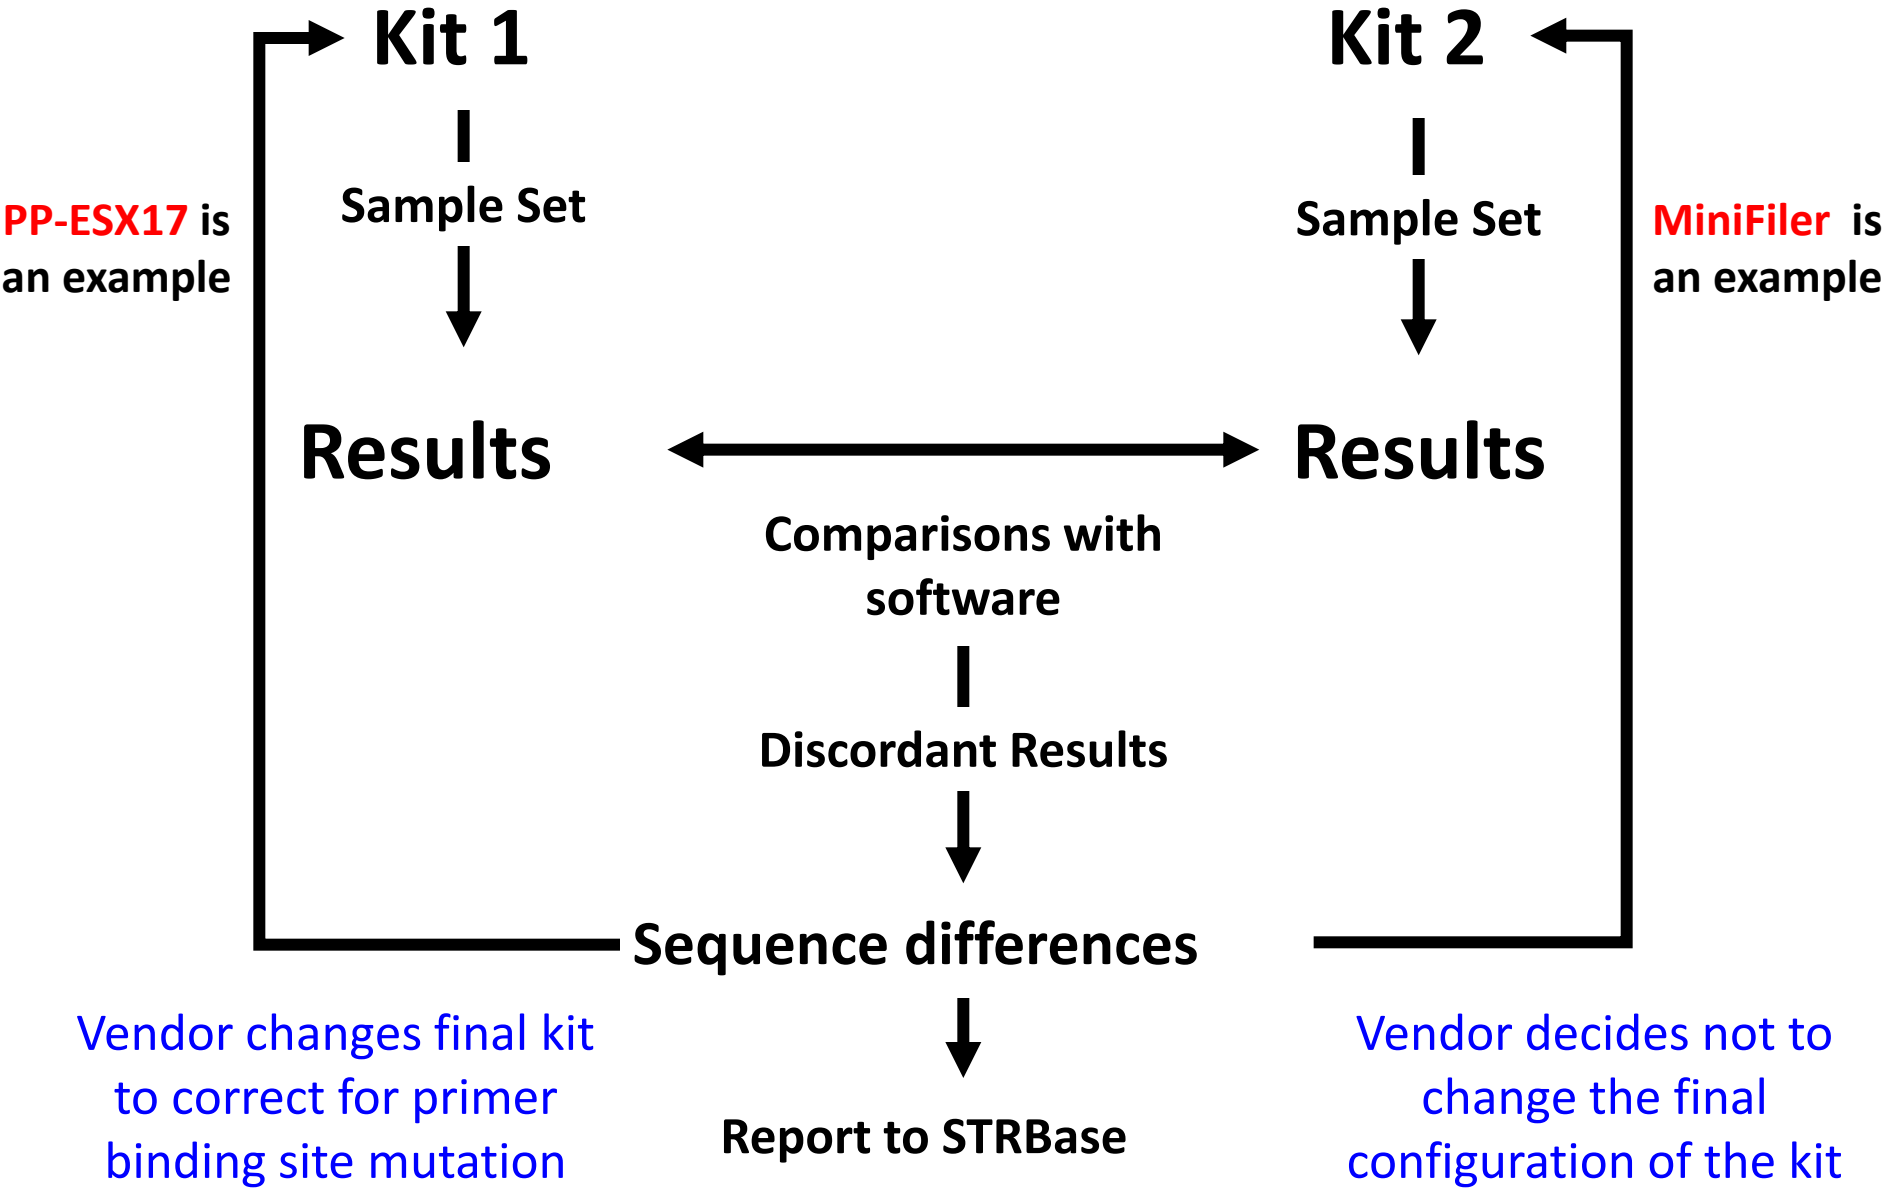 Kit 1
Kit 2
Sample Set
Sample Set
PP-ESX17 is
an example
MiniFiler is
an example
Results
Results
Comparisons with
software
Discordant Results
Sequence differences
Vendor changes final kit
to correct for primer
binding site mutation
Report to STRBase
Vendor decides not to
change the final
configuration of the kit